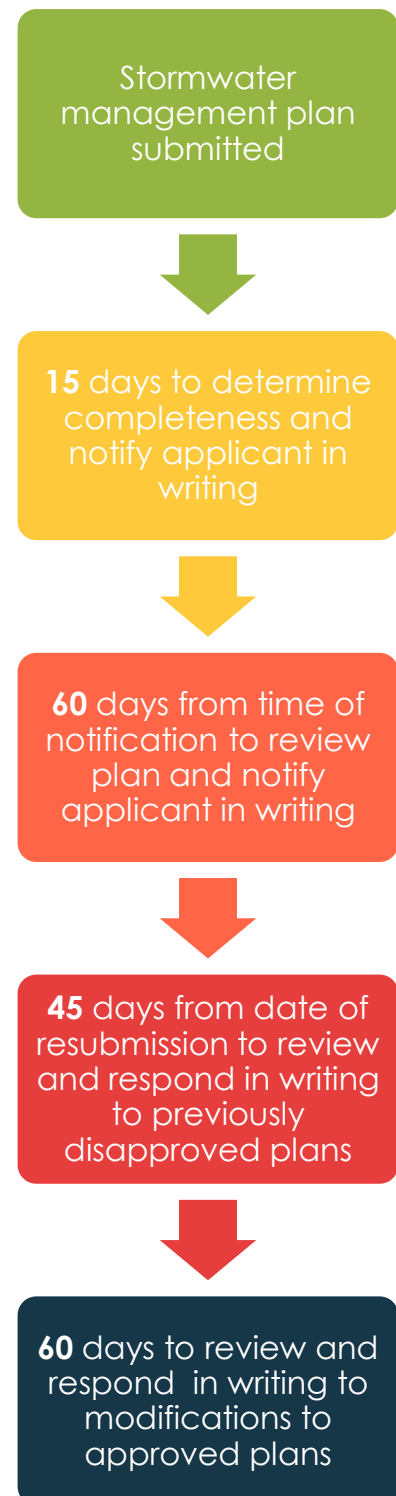 Stormwater
management plan
submitted
15 days to determine
completeness and
notify applicant in
writing
60 days from time of
notification to review
plan and notify
applicant in writing
45 days from date of
resubmission to review
and respond in writing
to previously
disapproved plans
60 days to review and
respond  in writing to
modifications to
approved plans